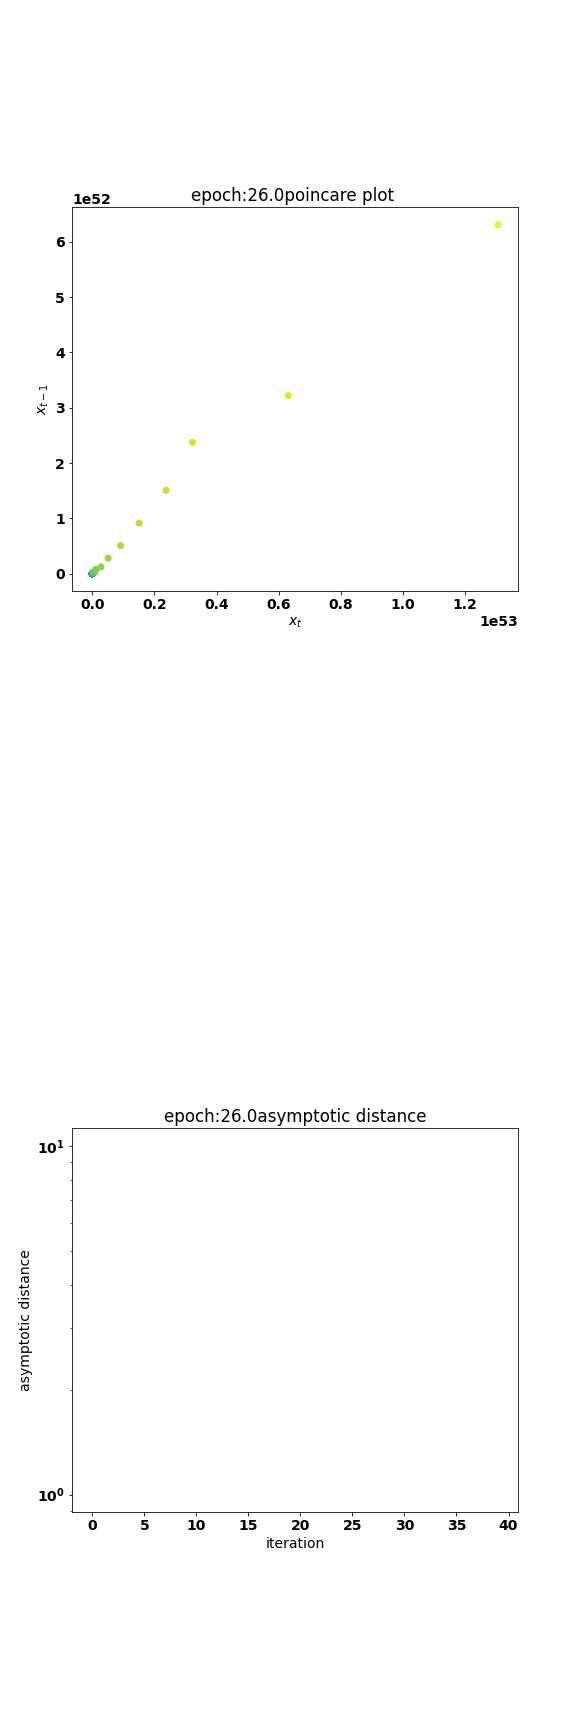 epoch:26.0poincare plot
1e52
6
5
4
3
2
1
0
x_{t-1}
0.0 0.2 0.4 0.6 0.8 1.0 1.2
1e53
x_t
epoch:26.0asymptotic distance
10^1
10^0
asymptotic distance
0 5 10 15 20 25 30 35 40
iteration